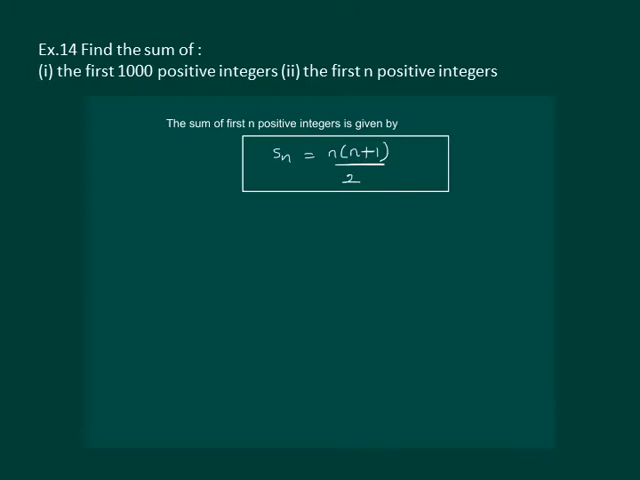 Ex.14 Find the sum of :
(i) the first 1000 positive integers (ii) the first n positive integers
The sum of first n positive integers is given by
Sn = n(n+1)
2